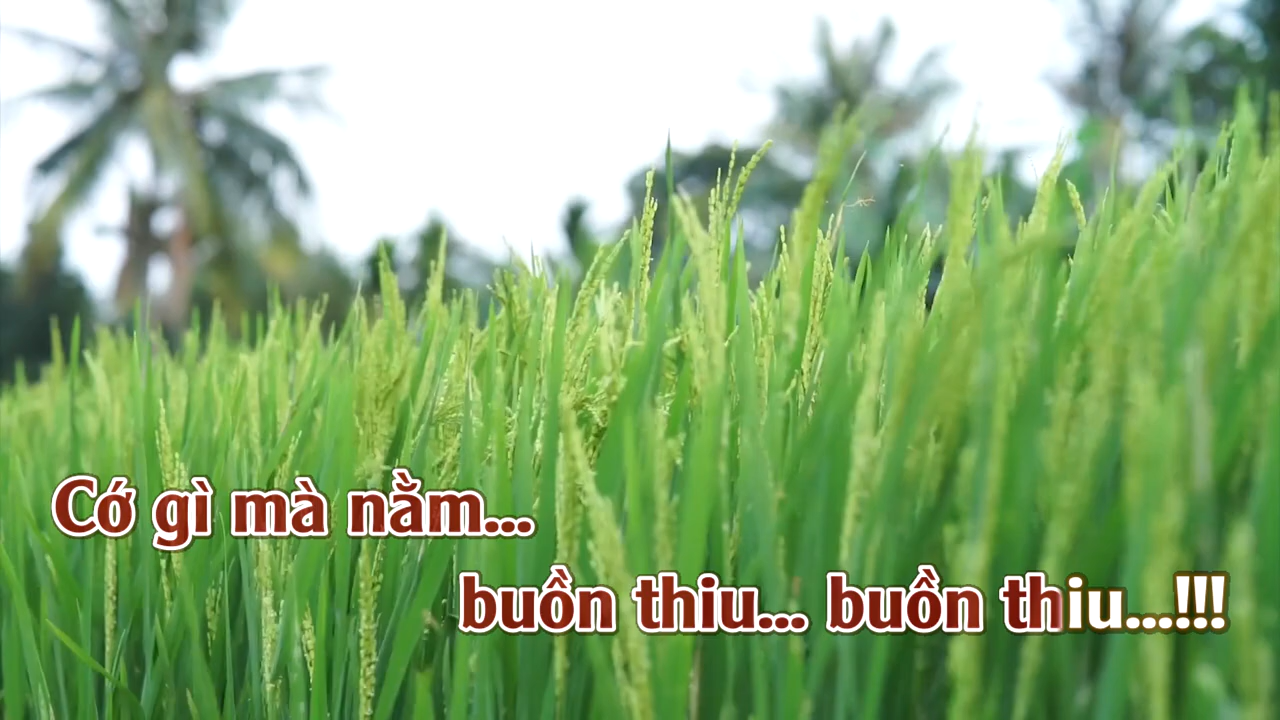 Cớ gì mà nằm...
buồn thiu... buồn thiu...!!!